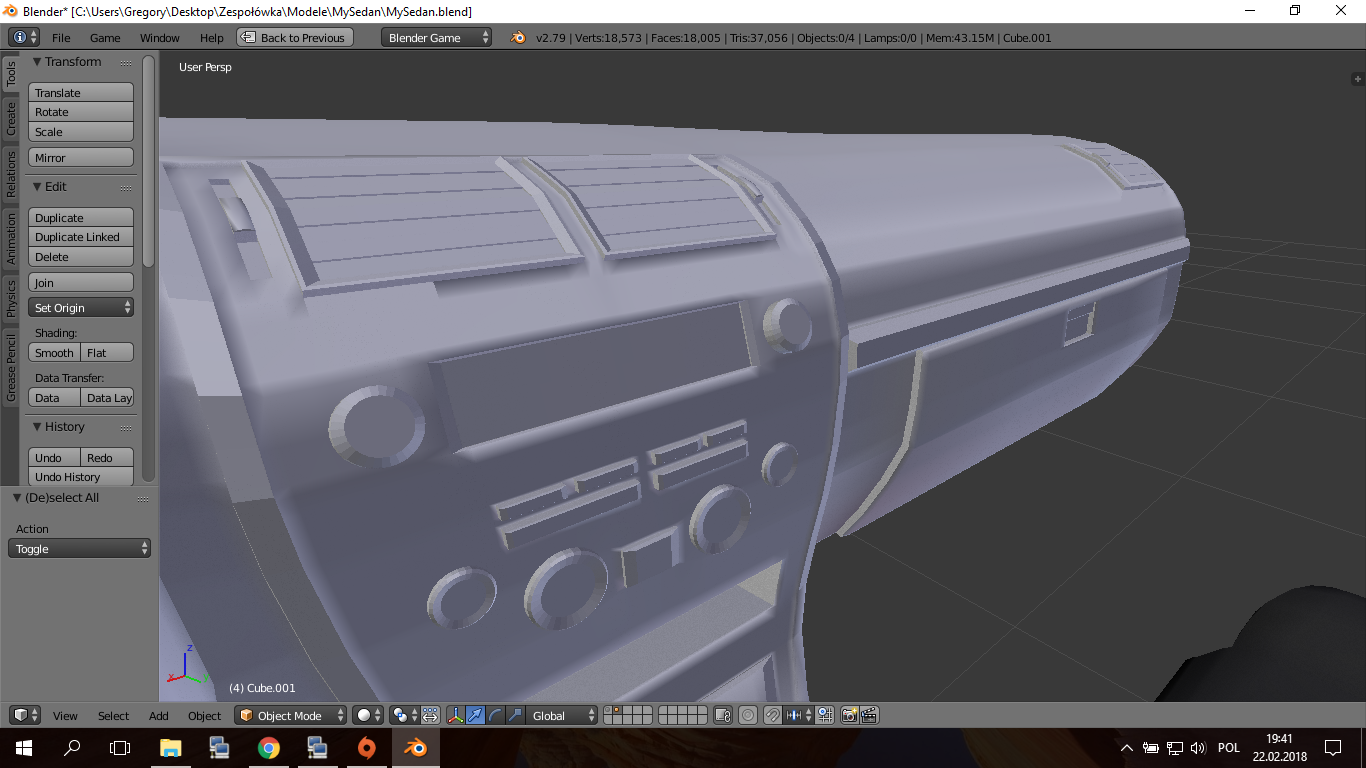 Blender* [C:\Users\Gregory\Desktop\Zespołówka\Modele\MySedan\MySedan.blend]
File Game Window Help Back to Previous Blender Game v2.79 | Verts:18,573 | Faces:18,005 | Tris:37,056 | Objects:0/4 | Lamps:0/0 | Mem:43.15M | Cube.001
Tools
Create
Relations
Animation
Physics
Grease Pencil
Transform
Translate
Rotate
Scale
Mirror
Edit
Duplicate
Duplicate Linked
Delete
Join
Set Origin
Shading:
Smooth Flat
Data Transfer:
Data Data Lay
History
Undo Redo
Undo History
(De)select All
Action
Toggle
User Persp
z
x
(4) Cube.001
View Select Add Object Object Mode Global
POL
19:41
22.02.2018